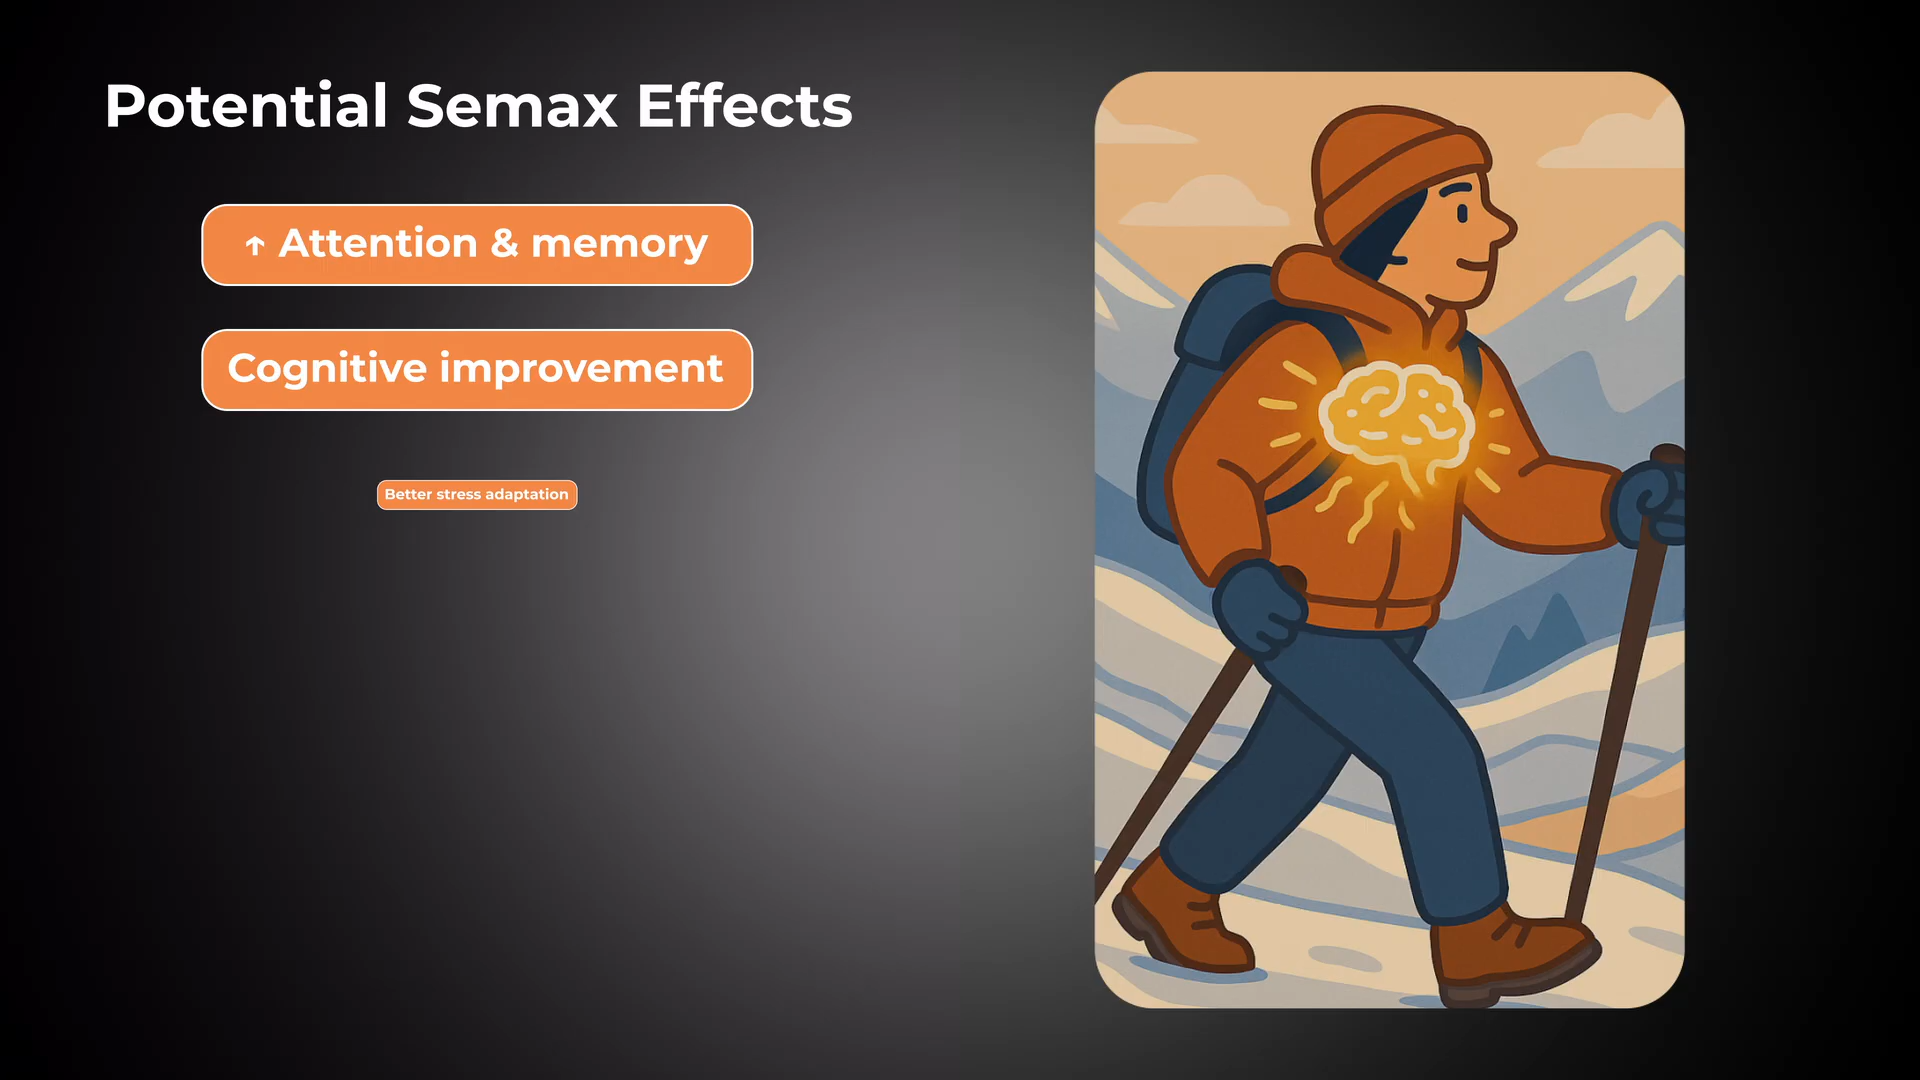 Potential Semax Effects
↑ Attention & memory
Cognitive improvement
Better stress adaptation